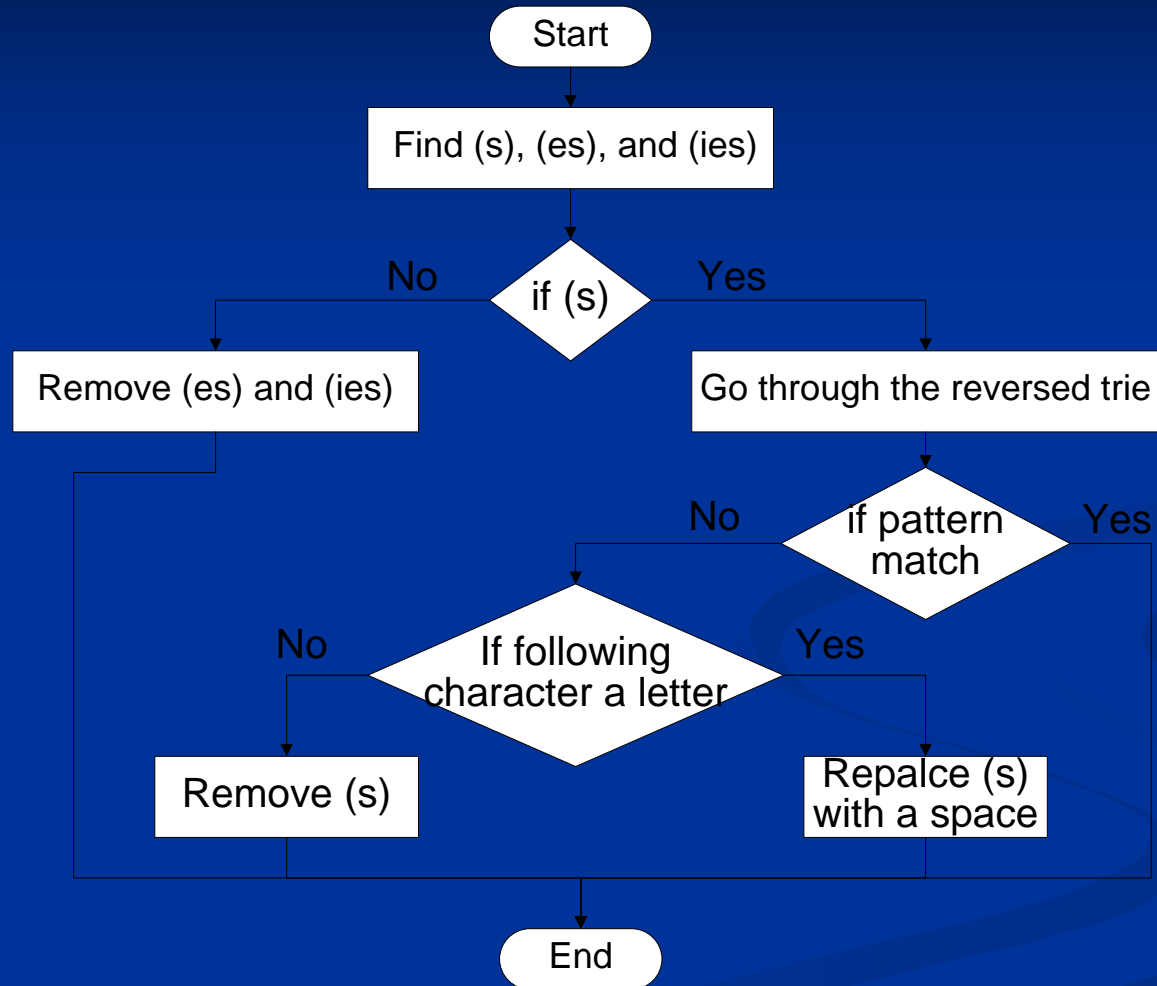 Start
Find (s), (es), and (ies)
No
if (s)
Yes
Remove (es) and (ies)
Go through the reversed trie
No
if pattern
match
Yes
No
If following
character a letter
Yes
Remove (s)
Repalce (s)
with a space
End